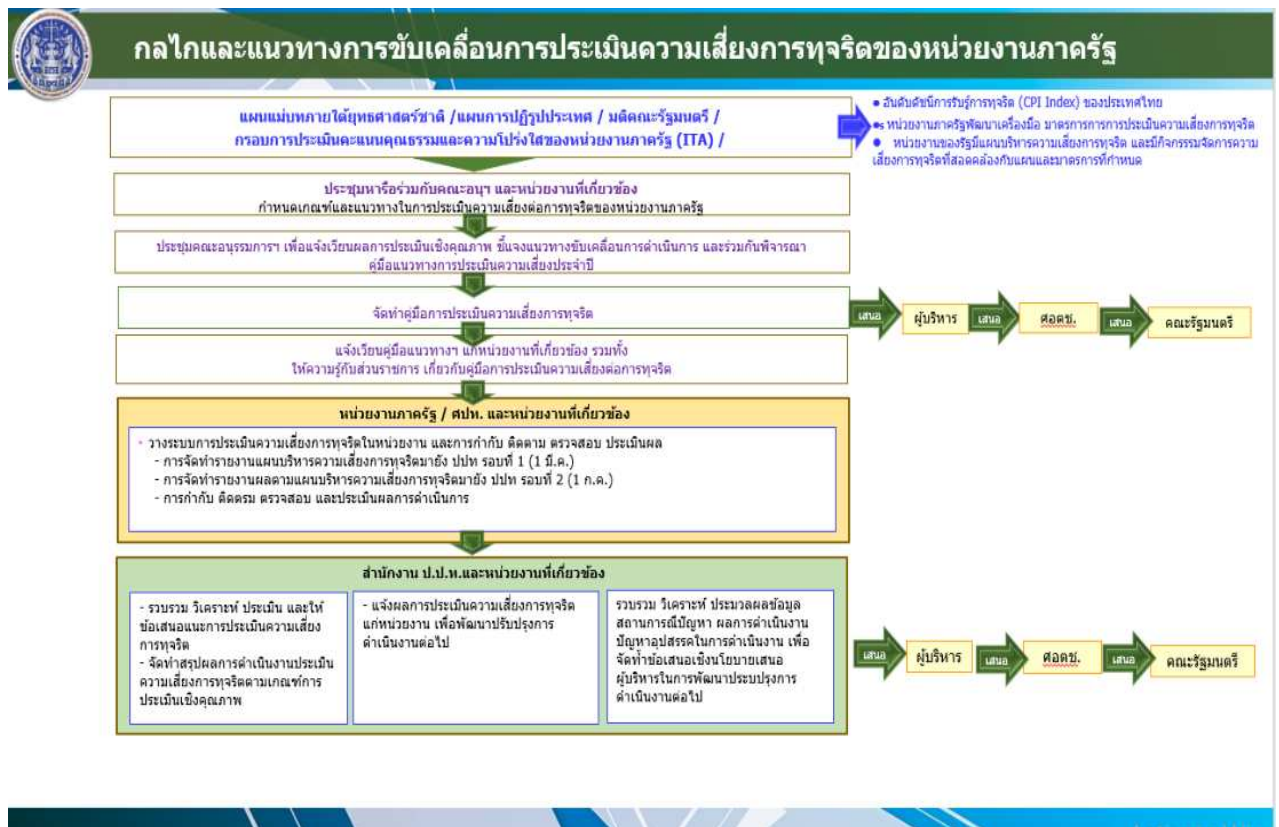 กลไกและแนวทางการขับเคลื่อนการประเมินความเสี่ยงการทุจริตของหน่วยงานภาครัฐ
แผนแม่บทภายใต้ยุทธศาสตร์ชาติ /แผนการปฏิรูปประเทศ / มติคณะรัฐมนตรี /
กรอบการประเมินคะแนนคุณธรรมและความโปร่งใสของหน่วยงานภาครัฐ (ITA) /
● อันดับดัชนีการรับรู้การทุจริต (CPI Index) ของประเทศไทย
●s หน่วยงานภาครัฐพัฒนาเครื่องมือ มาตรการการประเมินความเสี่ยงการทุจริต
● หน่วยงานของรัฐมีแผนบริหารความเสี่ยงการทุจริต และมีกิจกรรมจัดการความ
เสี่ยงการทุจริตที่สอดคล้องกับแผนและมาตรการที่กำหนด
ประชุมหารือร่วมกับคณะอนุฯ และหน่วยงานที่เกี่ยวข้อง
กำหนดเกณฑ์และแนวทางในการประเมินความเสี่ยงต่อการทุจริตของหน่วยงานภาครัฐ
ประชุมคณะอนุรรมการฯ เพื่อแจ้งเวียนผลการประเมินเชิงคุณภาพ ชี้แจงแนวทางขับเคลื่อนการดำเนินการ และร่วมกันพิจารณา
คู่มือแนวทางการประเมินความเสี่ยงประจำปี
จัดทำคู่มือการประเมินความเสี่ยงการทุจริต
เสนอ
ผู้บริหาร
เสนอ
ศอตช.
เสนอ
คณะรัฐมนตรี
แจ้งเวียนคู่มือแนวทางฯ แก่หน่วยงานที่เกี่ยวข้อง รวมทั้ง
ให้ความรู้กับส่วนราชการ เกี่ยวกับคู่มือการประเมินความเสี่ยงต่อการทุจริต
หน่วยงานภาครัฐ / ศปท. และหน่วยงานที่เกี่ยวข้อง
• วางระบบการประเมินความเสี่ยงการทุจริตในหน่วยงาน และการกำกับ ติดตาม ตรวจสอบ ประเมินผล
- การจัดทำรายงานแผนบริหารความเสี่ยงการทุจริตมายัง ปปท รอบที่ 1 (1 มี.ค.)
- การจัดทำรายงานผลตามแผนบริหารความเสี่ยงการทุจริตมายัง ปปท รอบที่ 2 (1 ก.ค.)
- การกำกับ ติดตรม ตรวจสอบ และประเมินผลการดำเนินการ
สำนักงาน ป.ป.ท.และหน่วยงานที่เกี่ยวข้อง
- รวบรวม วิเคราะห์ ประเมิน และให้
ข้อเสนอแนะการประเมินความเสี่ยง
การทุจริต
- จัดทำสรุปผลการดำเนินงานประเมิน
ความเสี่ยงการทุจริตตามเกณฑ์การ
ประเมินเชิงคุณภาพ
- แจ้งผลการประเมินความเสี่ยงการทุจริต
แก่หน่วยงาน เพื่อพัฒนาปรับปรุงการ
ดำเนินงานต่อไป
รวบรวม วิเคราะห์ ประมวลผลข้อมูล
สถานการณ์ปัญหา ผลการดำเนินงาน
ปัญหาอุปสรรคในการดำเนินงาน เพื่อ
จัดทำข้อเสนอเชิงนโยบายเสนอ
ผู้บริหารในการพัฒนาประบปรุงการ
ดำเนินงานต่อไป
เสนอ
ผู้บริหาร
เสนอ
ศอตช.
เสนอ
คณะรัฐมนตรี